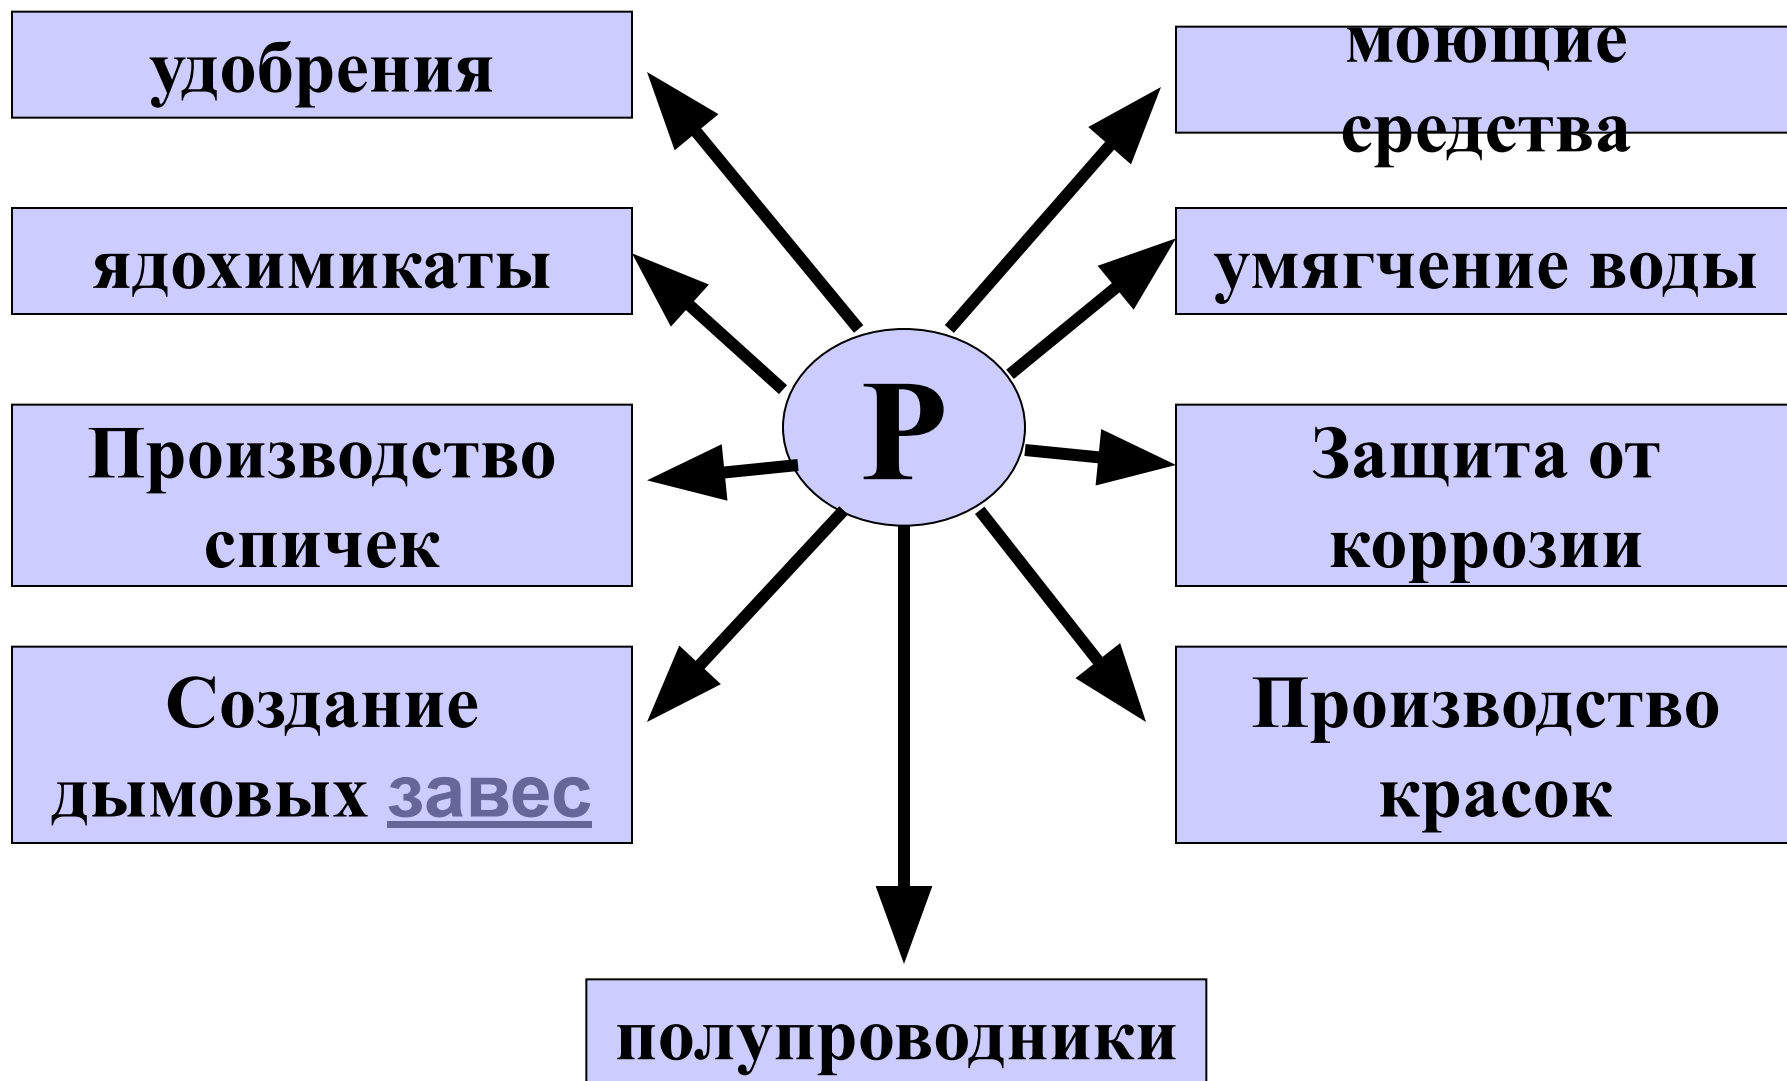 удобрения
моющие
средства
ядохимикаты
умягчение воды
Р
Производство
спичек
Защита от
коррозии
Создание
дымовых завес
Производство
красок
полупроводники